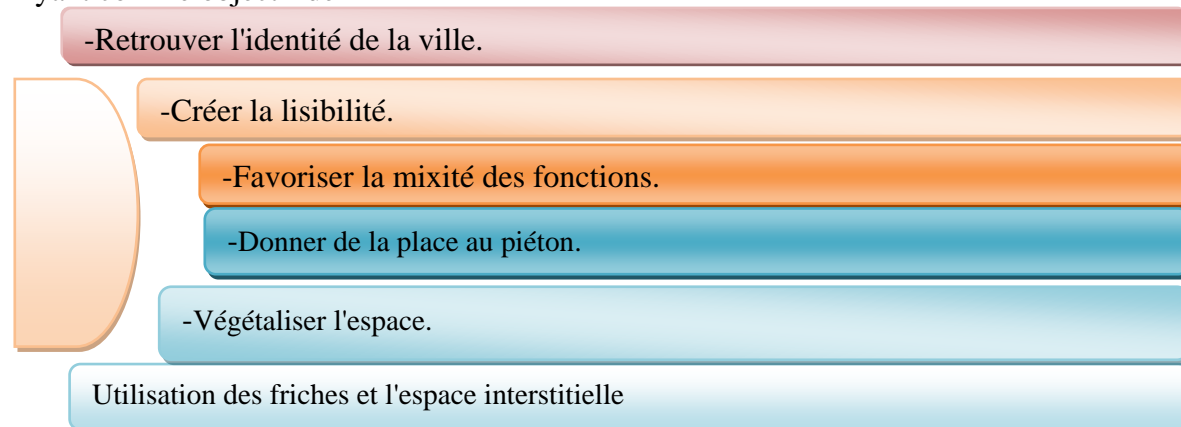 -Retrouver l'identité de la ville.
-Créer la lisibilité.
-Favoriser la mixité des fonctions.
-Donner de la place au piéton.
-Végétaliser l'espace.
Utilisation des friches et l'espace interstitielle